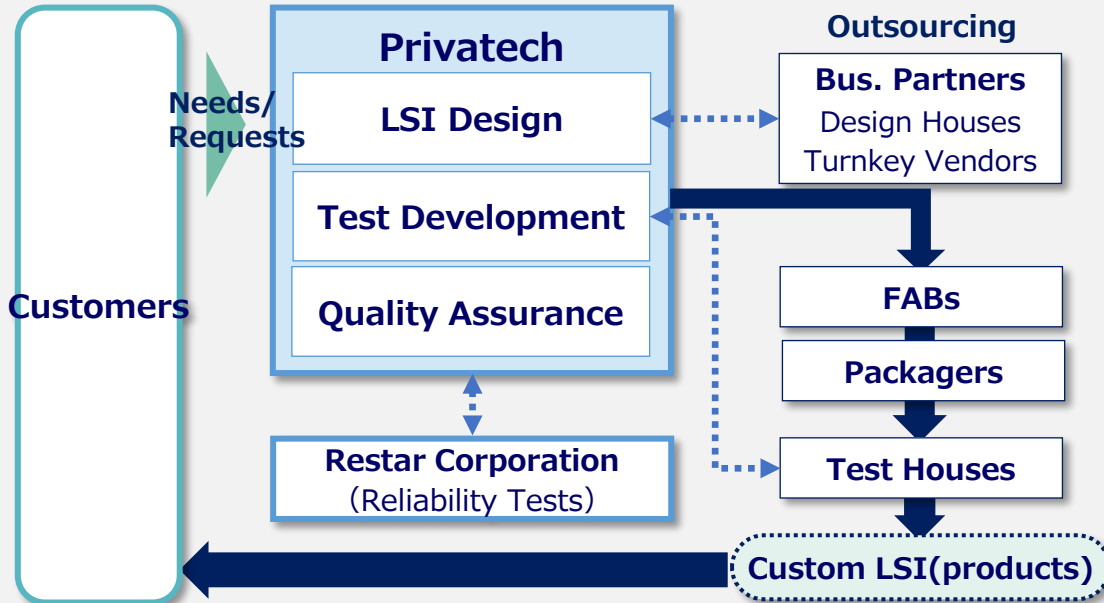 Customers
Needs/
Requests
Privatech
LSI Design
Test Development
Quality Assurance
Restar Corporation
（Reliability Tests）
Outsourcing
Bus. Partners
Design Houses
Turnkey Vendors
FABs
Packagers
Test Houses
Custom LSI(products)